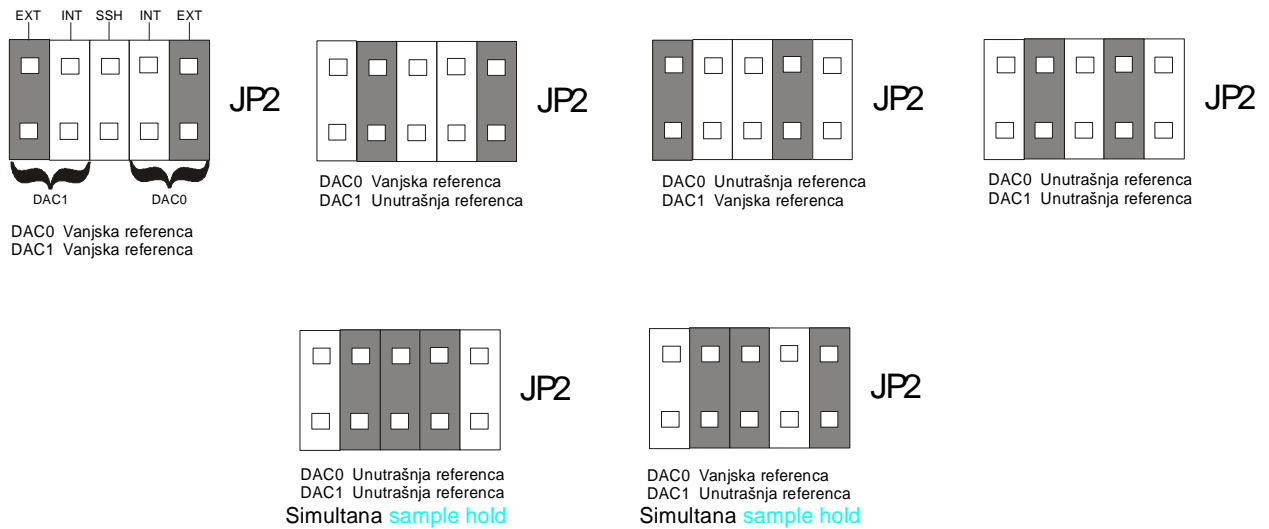 EXT INT SSH INT EXT
JP2
DAC1 DAC0
DAC0 Vanjska referenca
DAC1 Vanjska referenca
JP2
DAC0 Vanjska referenca
DAC1 Unutrašnja referenca
JP2
DAC0 Unutrašnja referenca
DAC1 Vanjska referenca
JP2
DAC0 Unutrašnja referenca
DAC1 Unutrašnja referenca
JP2
DAC0 Unutrašnja referenca
DAC1 Unutrašnja referenca
Simultana sample hold
JP2
DAC0 Vanjska referenca
DAC1 Unutrašnja referenca
Simultana sample hold